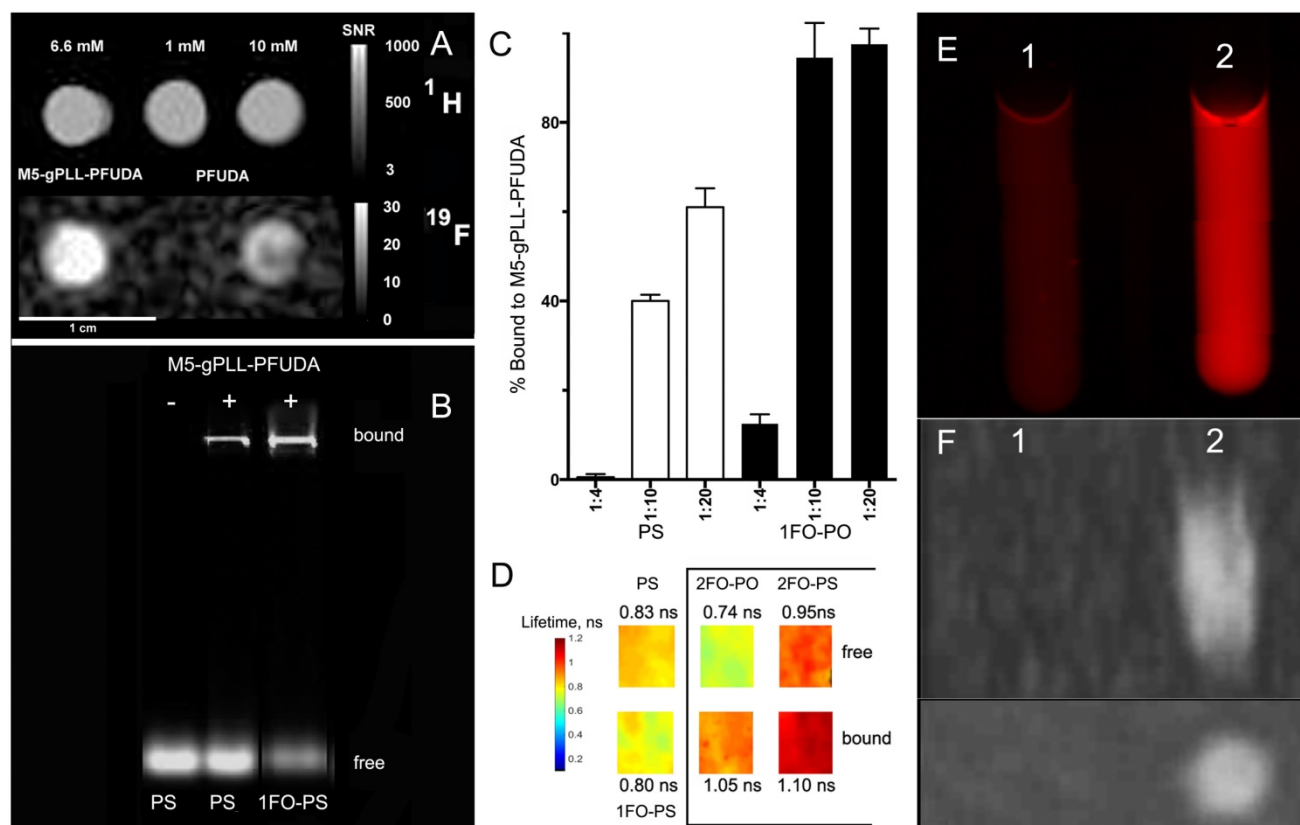 A
6.6 mM 1 mM 10 mM
SNR
1000
500
3
1H
M5-gPLL-PFUDA PFUDA
30
20
10
0
19F
1 cm
B
M5-gPLL-PFUDA
- + +
bound
free
PS PS 1FO-PS
C
% Bound to M5-gPLL-PFUDA
80
40
0
1:4 1:10 1:20 1:4 1:10 1:20
PS 1FO-PO
D
PS 2FO-PO 2FO-PS
0.83 ns 0.74 ns 0.95ns
Lifetime, ns
1.2
1
0.8
0.6
0.4
0.2
free
bound
0.80 ns 1.05 ns 1.10 ns
1FO-PS
E
1 2
F
1 2